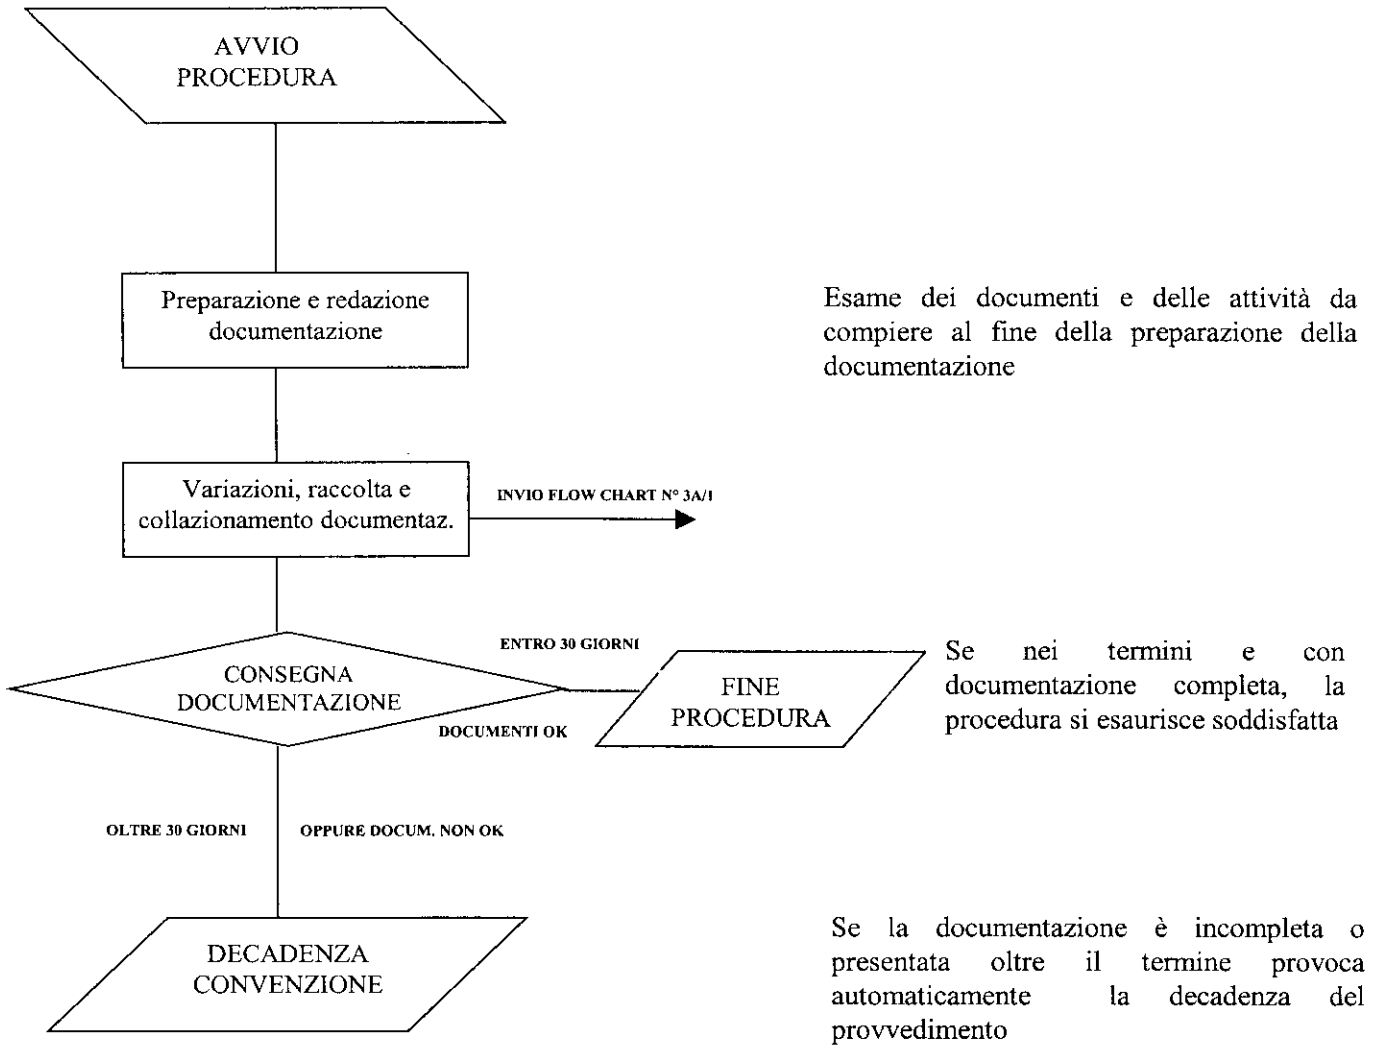 AVVIO
PROCEDURA
Preparazione e redazione
documentazione
Esame dei documenti e delle attività da
compiere al fine della preparazione della
documentazione
Variazioni, raccolta e
collazionamento documentaz.
INVIO FLOW CHART N° 3A/1
CONSEGNA
DOCUMENTAZIONE
ENTRO 30 GIORNI
DOCUMENTI OK
FINE
PROCEDURA
Se nei termini e con
documentazione completa, la
procedura si esaurisce soddisfatta
OLTRE 30 GIORNI
OPPURE DOCUM. NON OK
DECADENZA
CONVENZIONE
Se la documentazione è incompleta o
presentata oltre il termine provoca
automaticamente la decadenza del
provvedimento